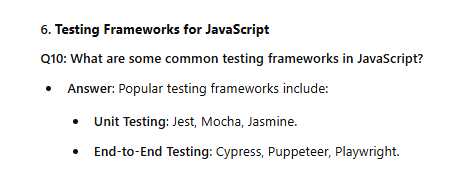 6. Testing Frameworks for JavaScript
Q10: What are some common testing frameworks in JavaScript?
• Answer: Popular testing frameworks include:
• Unit Testing: Jest, Mocha, Jasmine.
• End-to-End Testing: Cypress, Puppeteer, Playwright.